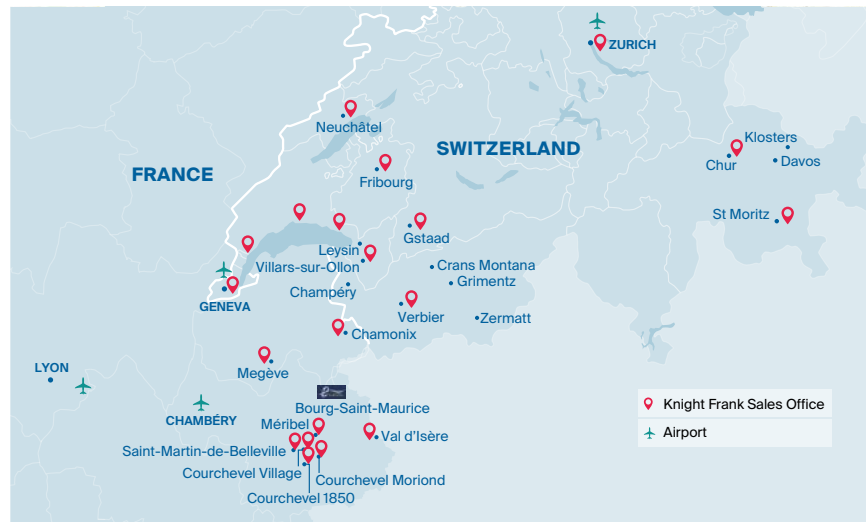 ZURICH
Neuchâtel
SWITZERLAND
Klosters
Chur
Davos
FRANCE
Fribourg
St Moritz
Gstaad
Leysin
Villars-sur-Ollon
Crans Montana
Champéry
Grimentz
GENEVA
Verbier
Zermatt
Chamonix
Megève
LYON
CHAMBÉRY
Bourg-Saint-Maurice
Knight Frank Sales Office
Méribel
Airport
Val d'Isère
Saint-Martin-de-Belleville
Courchevel Village
Courchevel Moriond
Courchevel 1850